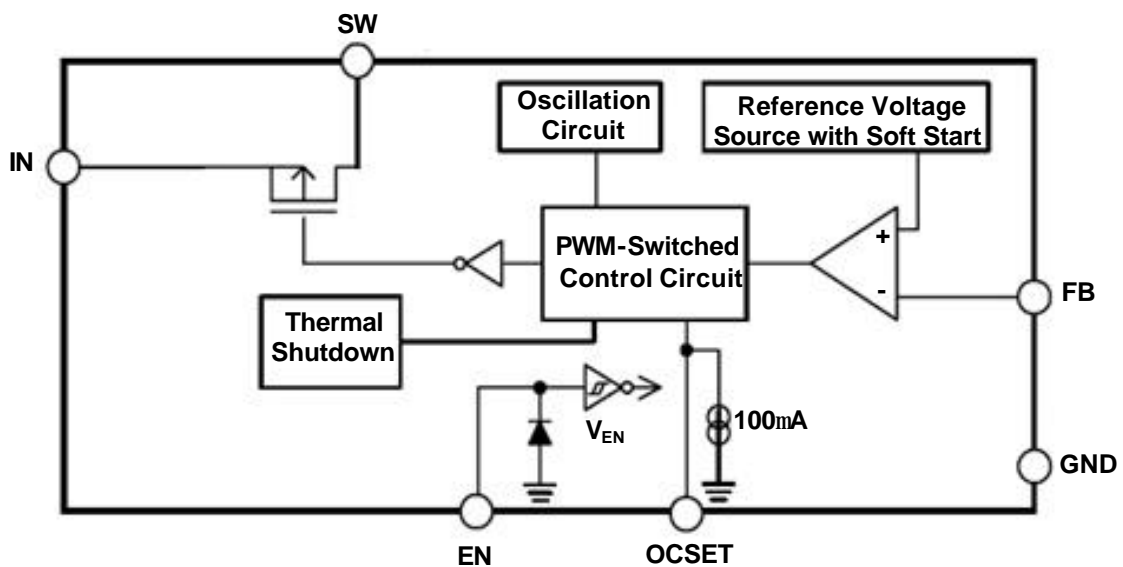 SW
Oscillation
Circuit
Reference Voltage
Source with Soft Start
IN
+
PWM-Switched
Control Circuit
-
FB
Thermal
Shutdown
VEN
100mA
GND
EN
OCSET